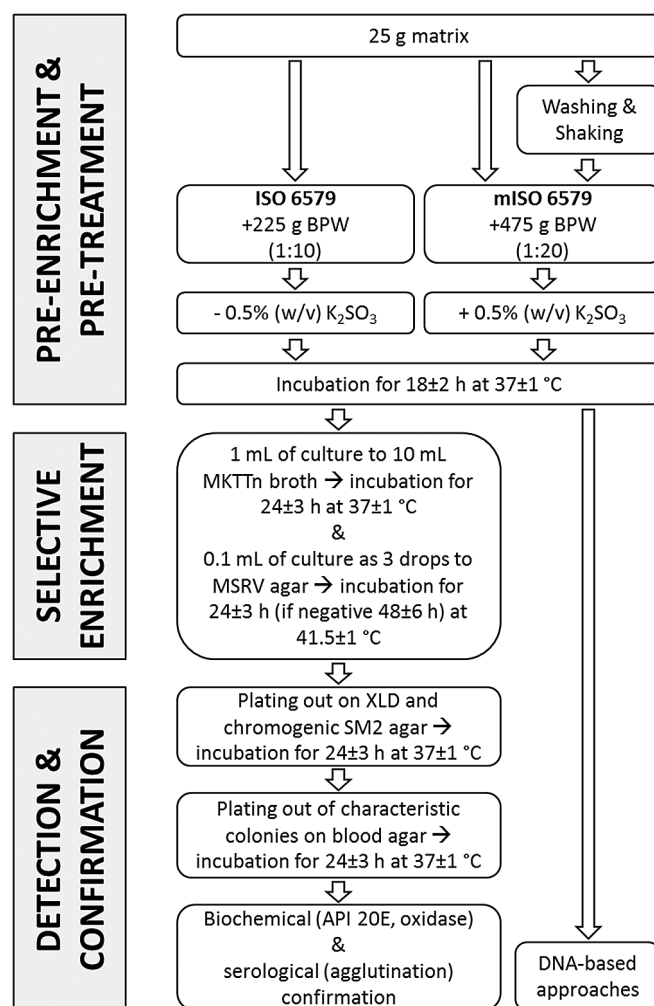 PRE-ENRICHMENT &
PRE-TREATMENT
25 g matrix
Washing &
Shaking
ISO 6579
+225 g BPW
(1:10)
mISO 6579
+475 g BPW
(1:20)
- 0.5% (w/v) K₂SO₃
+ 0.5% (w/v) K₂SO₃
Incubation for 18±2 h at 37±1 °C
SELECTIVE
ENRICHMENT
1 mL of culture to 10 mL
MKTTn broth → incubation for
24±3 h at 37±1 °C
&
0.1 mL of culture as 3 drops to
MSRV agar → incubation for
24±3 h (if negative 48±6 h) at
41.5±1 °C
DETECTION &
CONFIRMATION
Plating out on XLD and
chromogenic SM2 agar →
incubation for 24±3 h at 37±1 °C
Plating out of characteristic
colonies on blood agar →
incubation for 24±3 h at 37±1 °C
Biochemical (API 20E, oxidase)
&
serological (agglutination)
confirmation
DNA-based
approaches